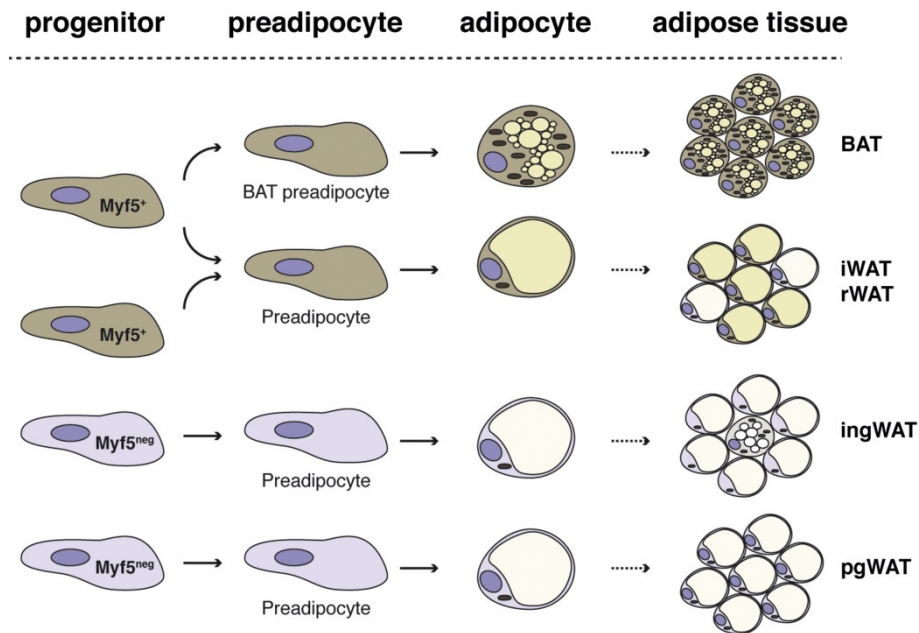 progenitor preadipocyte adipocyte adipose tissue
BAT
Myf5⁺
BAT preadipocyte
iWAT
rWAT
Myf5⁺
Preadipocyte
Myf5ⁿᵉᵍ
ingWAT
Preadipocyte
Myf5ⁿᵉᵍ
pgWAT
Preadipocyte